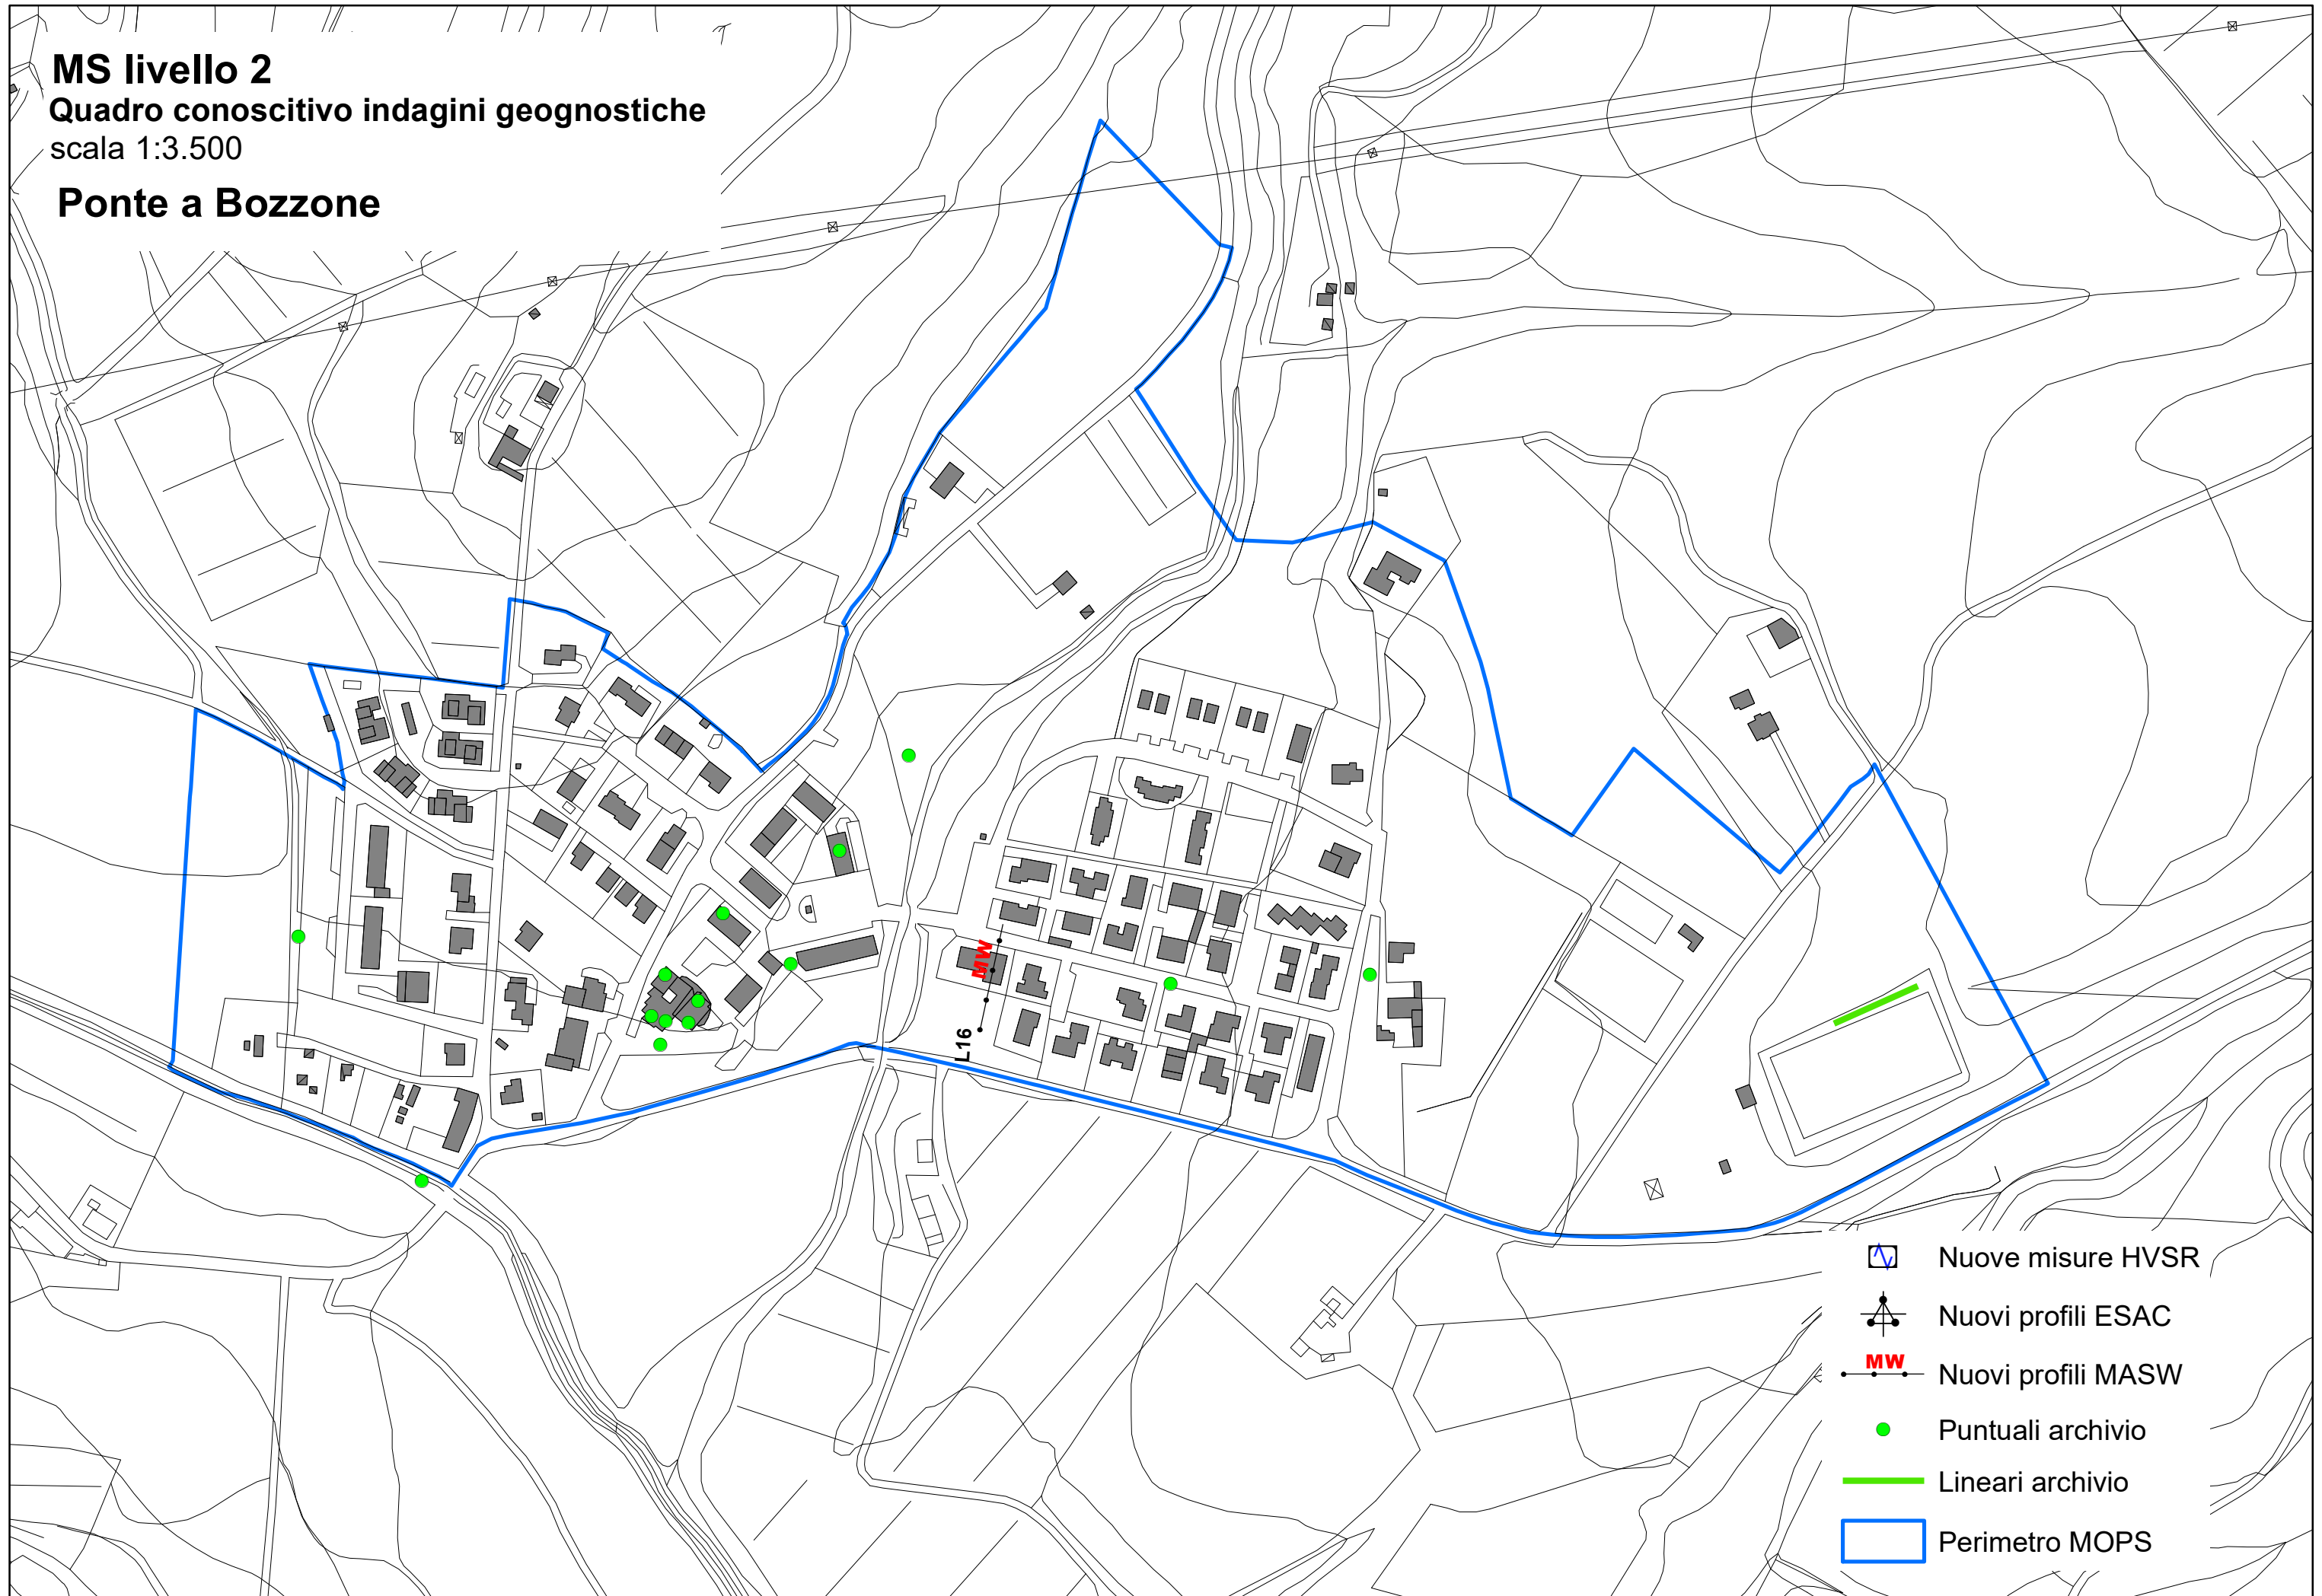 MS livello 2
Quadro conoscitivo indagini geognostiche
scala 1:3.500
Ponte a Bozzone
MW
L16
Nuove misure HVSR
Nuovi profili ESAC
MW
Nuovi profili MASW
Puntuali archivio
Lineari archivio
Perimetro MOPS